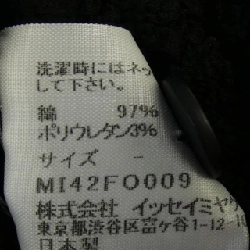 洗濯時にはネッ
して下さい。
綿 97%
ポリウレタン3%
サイズ -
MI42FO009
株式会社 イッセイミヤケ
東京都渋谷区富ヶ谷1-12-1
日本製